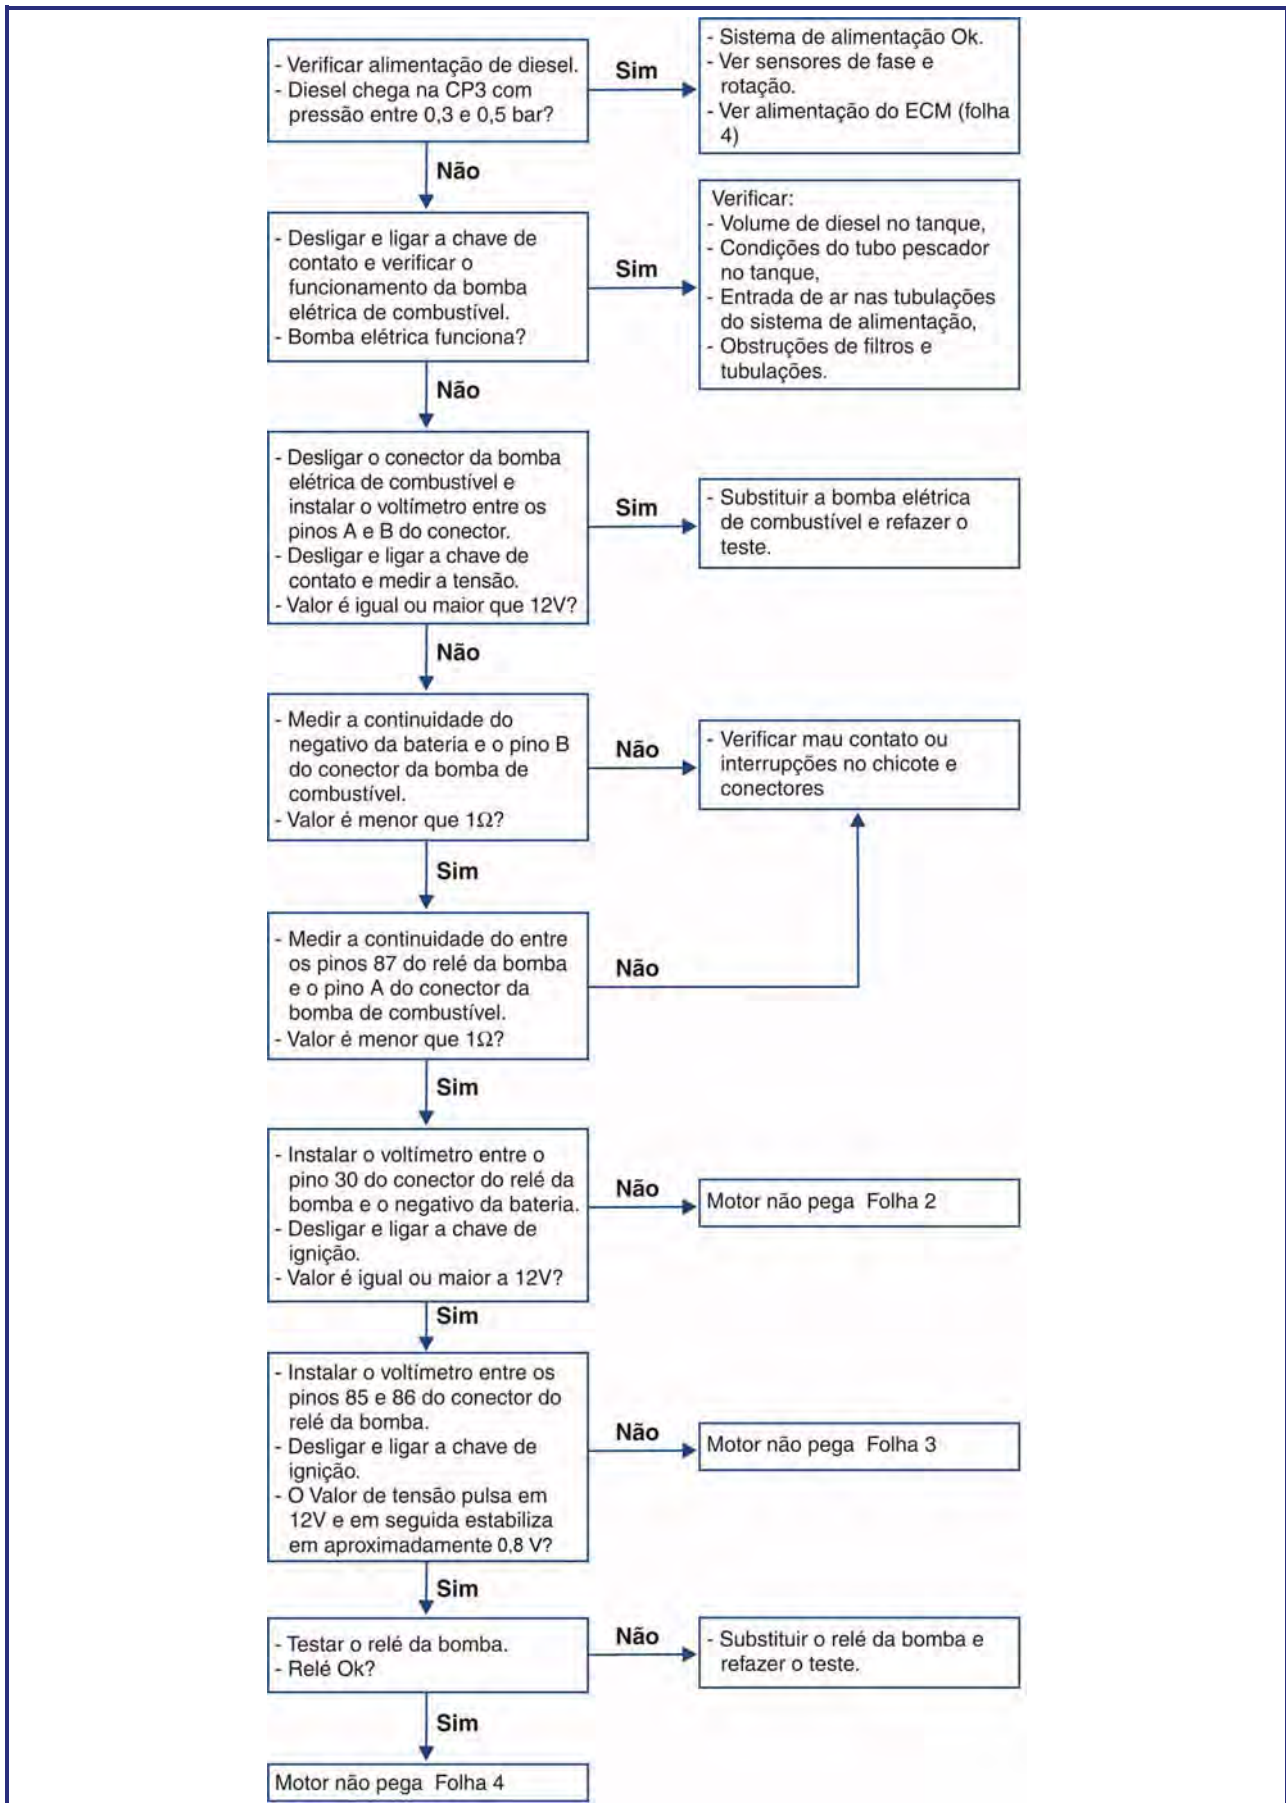 - Verificar alimentação de diesel.
- Diesel chega na CP3 com
pressão entre 0,3 e 0,5 bar?
Sim
- Sistema de alimentação Ok.
- Ver sensores de fase e
rotação.
- Ver alimentação do ECM (folha
4)
Não
- Desligar e ligar a chave de
contato e verificar o
funcionamento da bomba
elétrica de combustível.
- Bomba elétrica funciona?
Sim
Verificar:
- Volume de diesel no tanque,
- Condições do tubo pescador
no tanque,
- Entrada de ar nas tubulações
do sistema de alimentação,
- Obstruções de filtros e
tubulações.
Não
- Desligar o conector da bomba
elétrica de combustível e
instalar o voltímetro entre os
pinos A e B do conector.
- Desligar e ligar a chave de
contato e medir a tensão.
- Valor é igual ou maior que 12V?
Sim
- Substituir a bomba elétrica
de combustível e refazer o
teste.
Não
- Medir a continuidade do
negativo da bateria e o pino B
do conector da bomba de
combustível.
- Valor é menor que 1Ω?
Não
- Verificar mau contato ou
interrupções no chicote e
conectores
Sim
- Medir a continuidade do entre
os pinos 87 do relé da bomba
e o pino A do conector da
bomba de combustível.
- Valor é menor que 1Ω?
Não
Sim
- Instalar o voltímetro entre o
pino 30 do conector do relé da
bomba e o negativo da bateria.
- Desligar e ligar a chave de
ignição.
- Valor é igual ou maior a 12V?
Não
Motor não pega Folha 2
Sim
- Instalar o voltímetro entre os
pinos 85 e 86 do conector do
relé da bomba.
- Desligar e ligar a chave de
ignição.
- O Valor de tensão pulsa em
12V e em seguida estabiliza
em aproximadamente 0,8 V?
Não
Motor não pega Folha 3
Sim
- Testar o relé da bomba.
- Relé Ok?
Não
- Substituir o relé da bomba e
refazer o teste.
Sim
Motor não pega Folha 4